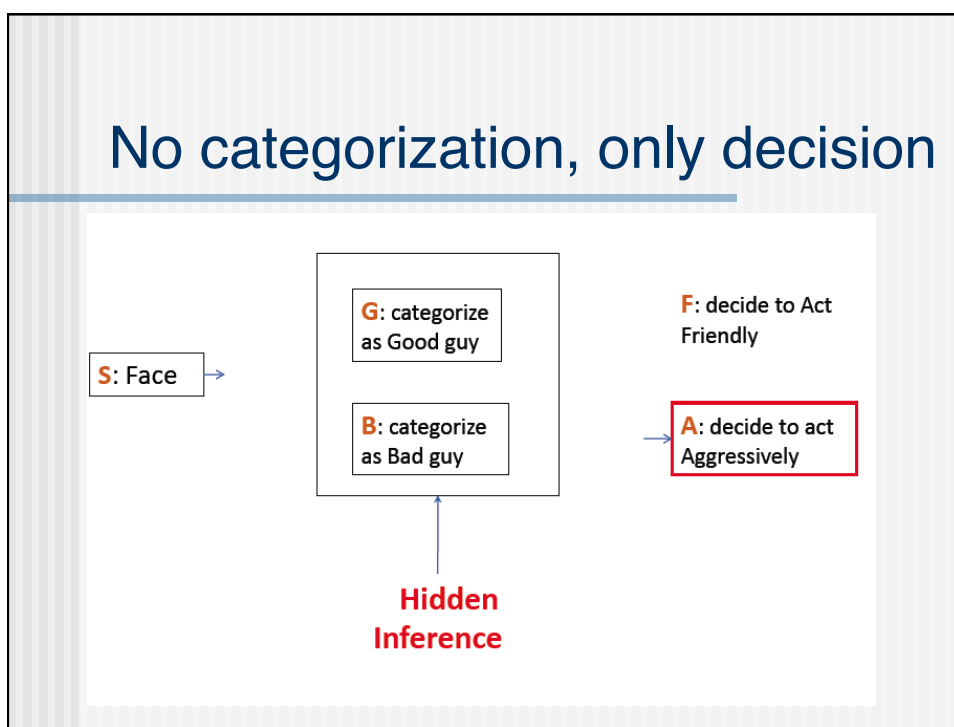 No categorization, only decision
G: categorize
as Good guy
F: decide to Act
Friendly
S: Face
B: categorize
as Bad guy
A: decide to act
Aggressively
Hidden
Inference